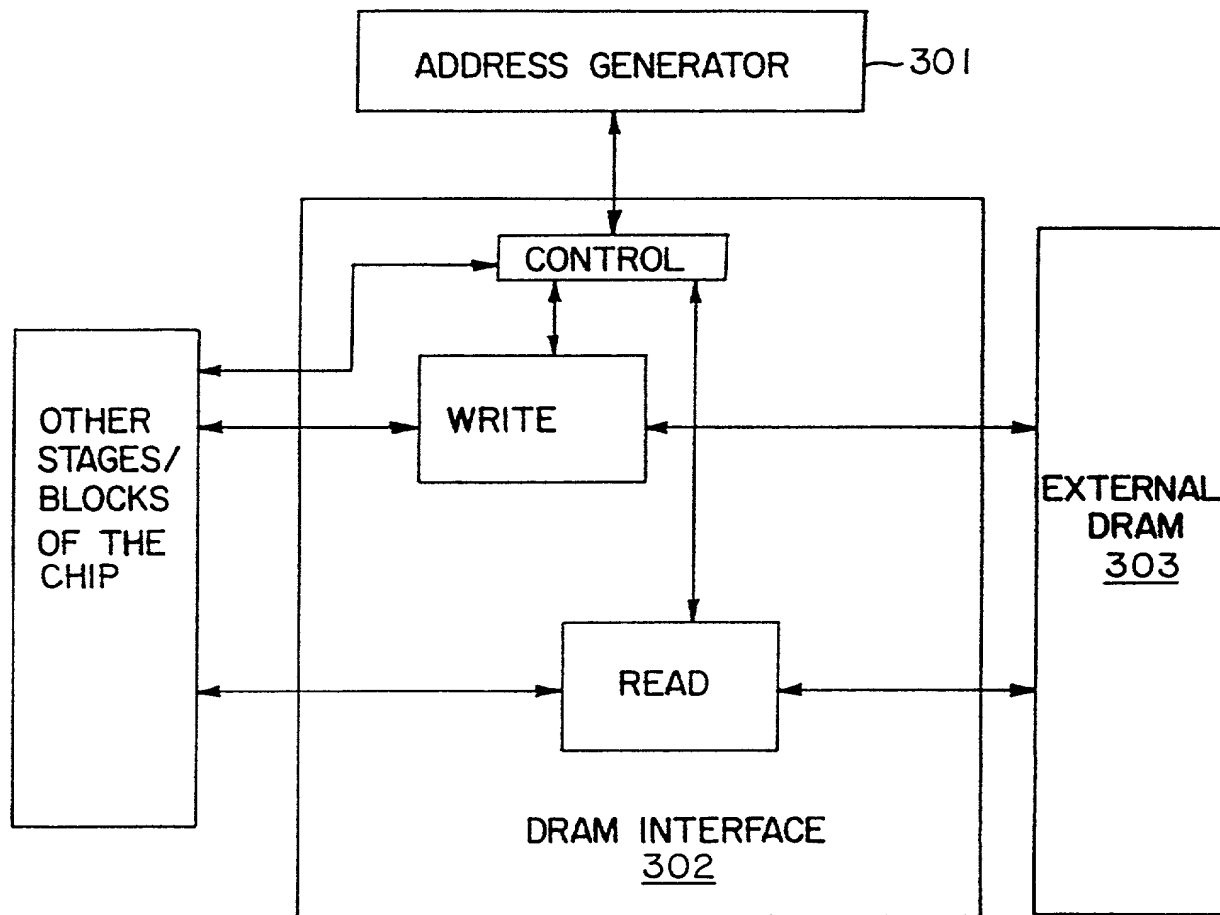 ADDRESS GENERATOR
301
CONTROL
WRITE
OTHER
STAGES/
BLOCKS
OF THE
CHIP
EXTERNAL
DRAM
303
READ
DRAM INTERFACE
302